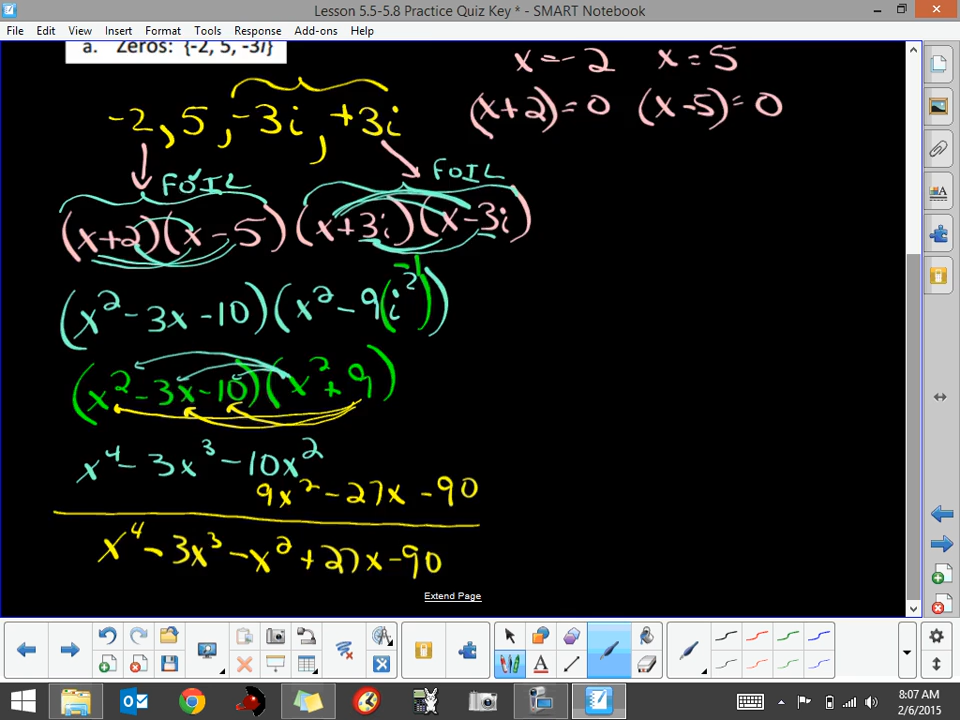 Lesson 5.5-5.8 Practice Quiz Key * - SMART Notebook
File Edit View Insert Format Tools Response Add-ons Help
a. Zeros: {-2, 5, -3i}
x = -2 x = 5
(x+2) = 0 (x-5) = 0
-2, 5, -3i, +3i
FOIL FOIL
(x+2)(x-5)(x+3i)(x-3i)
-1
(x² - 3x - 10)(x² - 9(i²))
(x² - 3x - 10)(x² + 9)
x⁴ - 3x³ - 10x²
9x² - 27x - 90
x⁴ - 3x³ - x² + 27x - 90
Extend Page
A
8:07 AM
2/6/2015